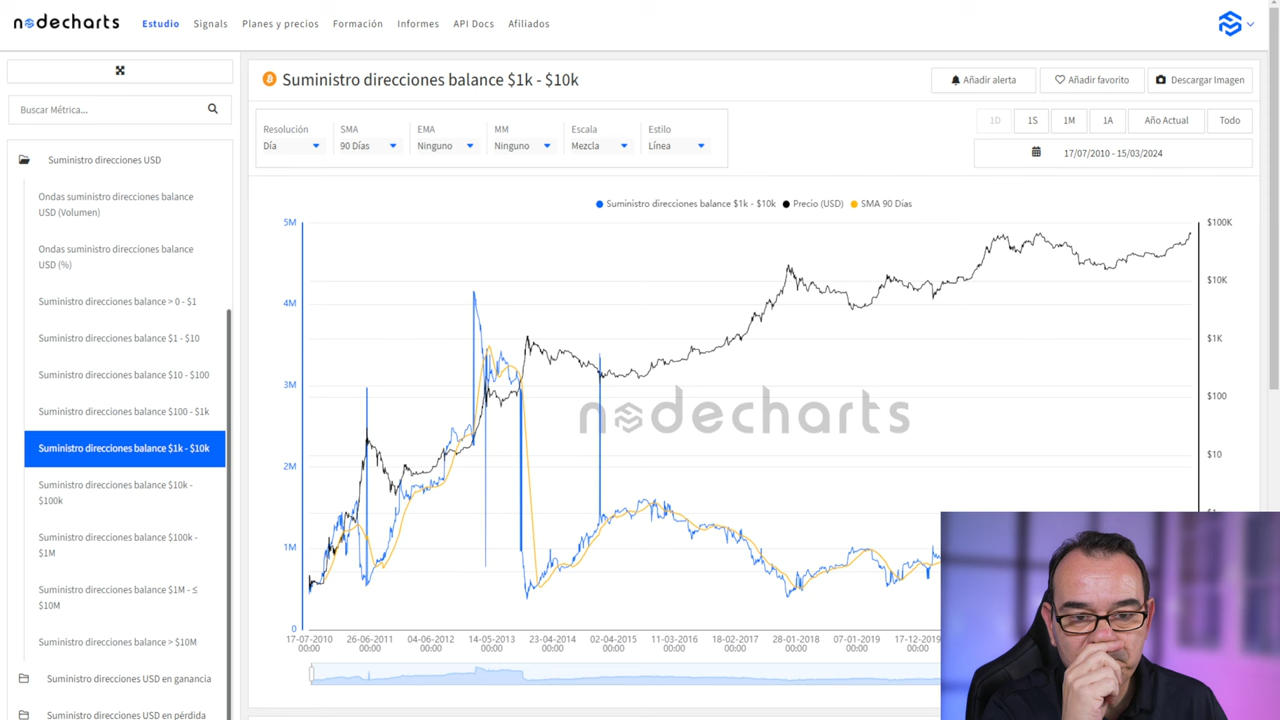 nodecharts
Estudio
Signals
Planes y precios
Formación
Informes
API Docs
Afiliados
Buscar Métrica...
Suministro direcciones USD
Ondas suministro direcciones balance
USD (Volumen)
Ondas suministro direcciones balance
USD (%)
Suministro direcciones balance > 0 - $1
Suministro direcciones balance $1 - $10
Suministro direcciones balance $10 - $100
Suministro direcciones balance $100 - $1k
Suministro direcciones balance $1k - $10k
Suministro direcciones balance $10k -
$100k
Suministro direcciones balance $100k -
$1M
Suministro direcciones balance $1M - ≤
$10M
Suministro direcciones balance > $10M
Suministro direcciones USD en ganancia
Suministro direcciones USD en pérdida
Suministro direcciones balance $1k - $10k
Añadir alerta
Añadir favorito
Descargar Imagen
Resolución
Día
SMA
90 Días
EMA
Ninguno
MM
Ninguno
Escala
Mezcla
Estilo
Línea
1D
1S
1M
1A
Año Actual
Todo
17/07/2010 - 15/03/2024
Suministro direcciones balance $1k - $10k
Precio (USD)
SMA 90 Días
5M
4M
3M
2M
1M
0
$100K
$10K
$1K
$100
$10
nodecharts
17-07-2010
00:00
26-06-2011
00:00
04-06-2012
00:00
14-05-2013
00:00
23-04-2014
00:00
02-04-2015
00:00
11-03-2016
00:00
18-02-2017
00:00
28-01-2018
00:00
07-01-2019
00:00
17-12-2019
00:00